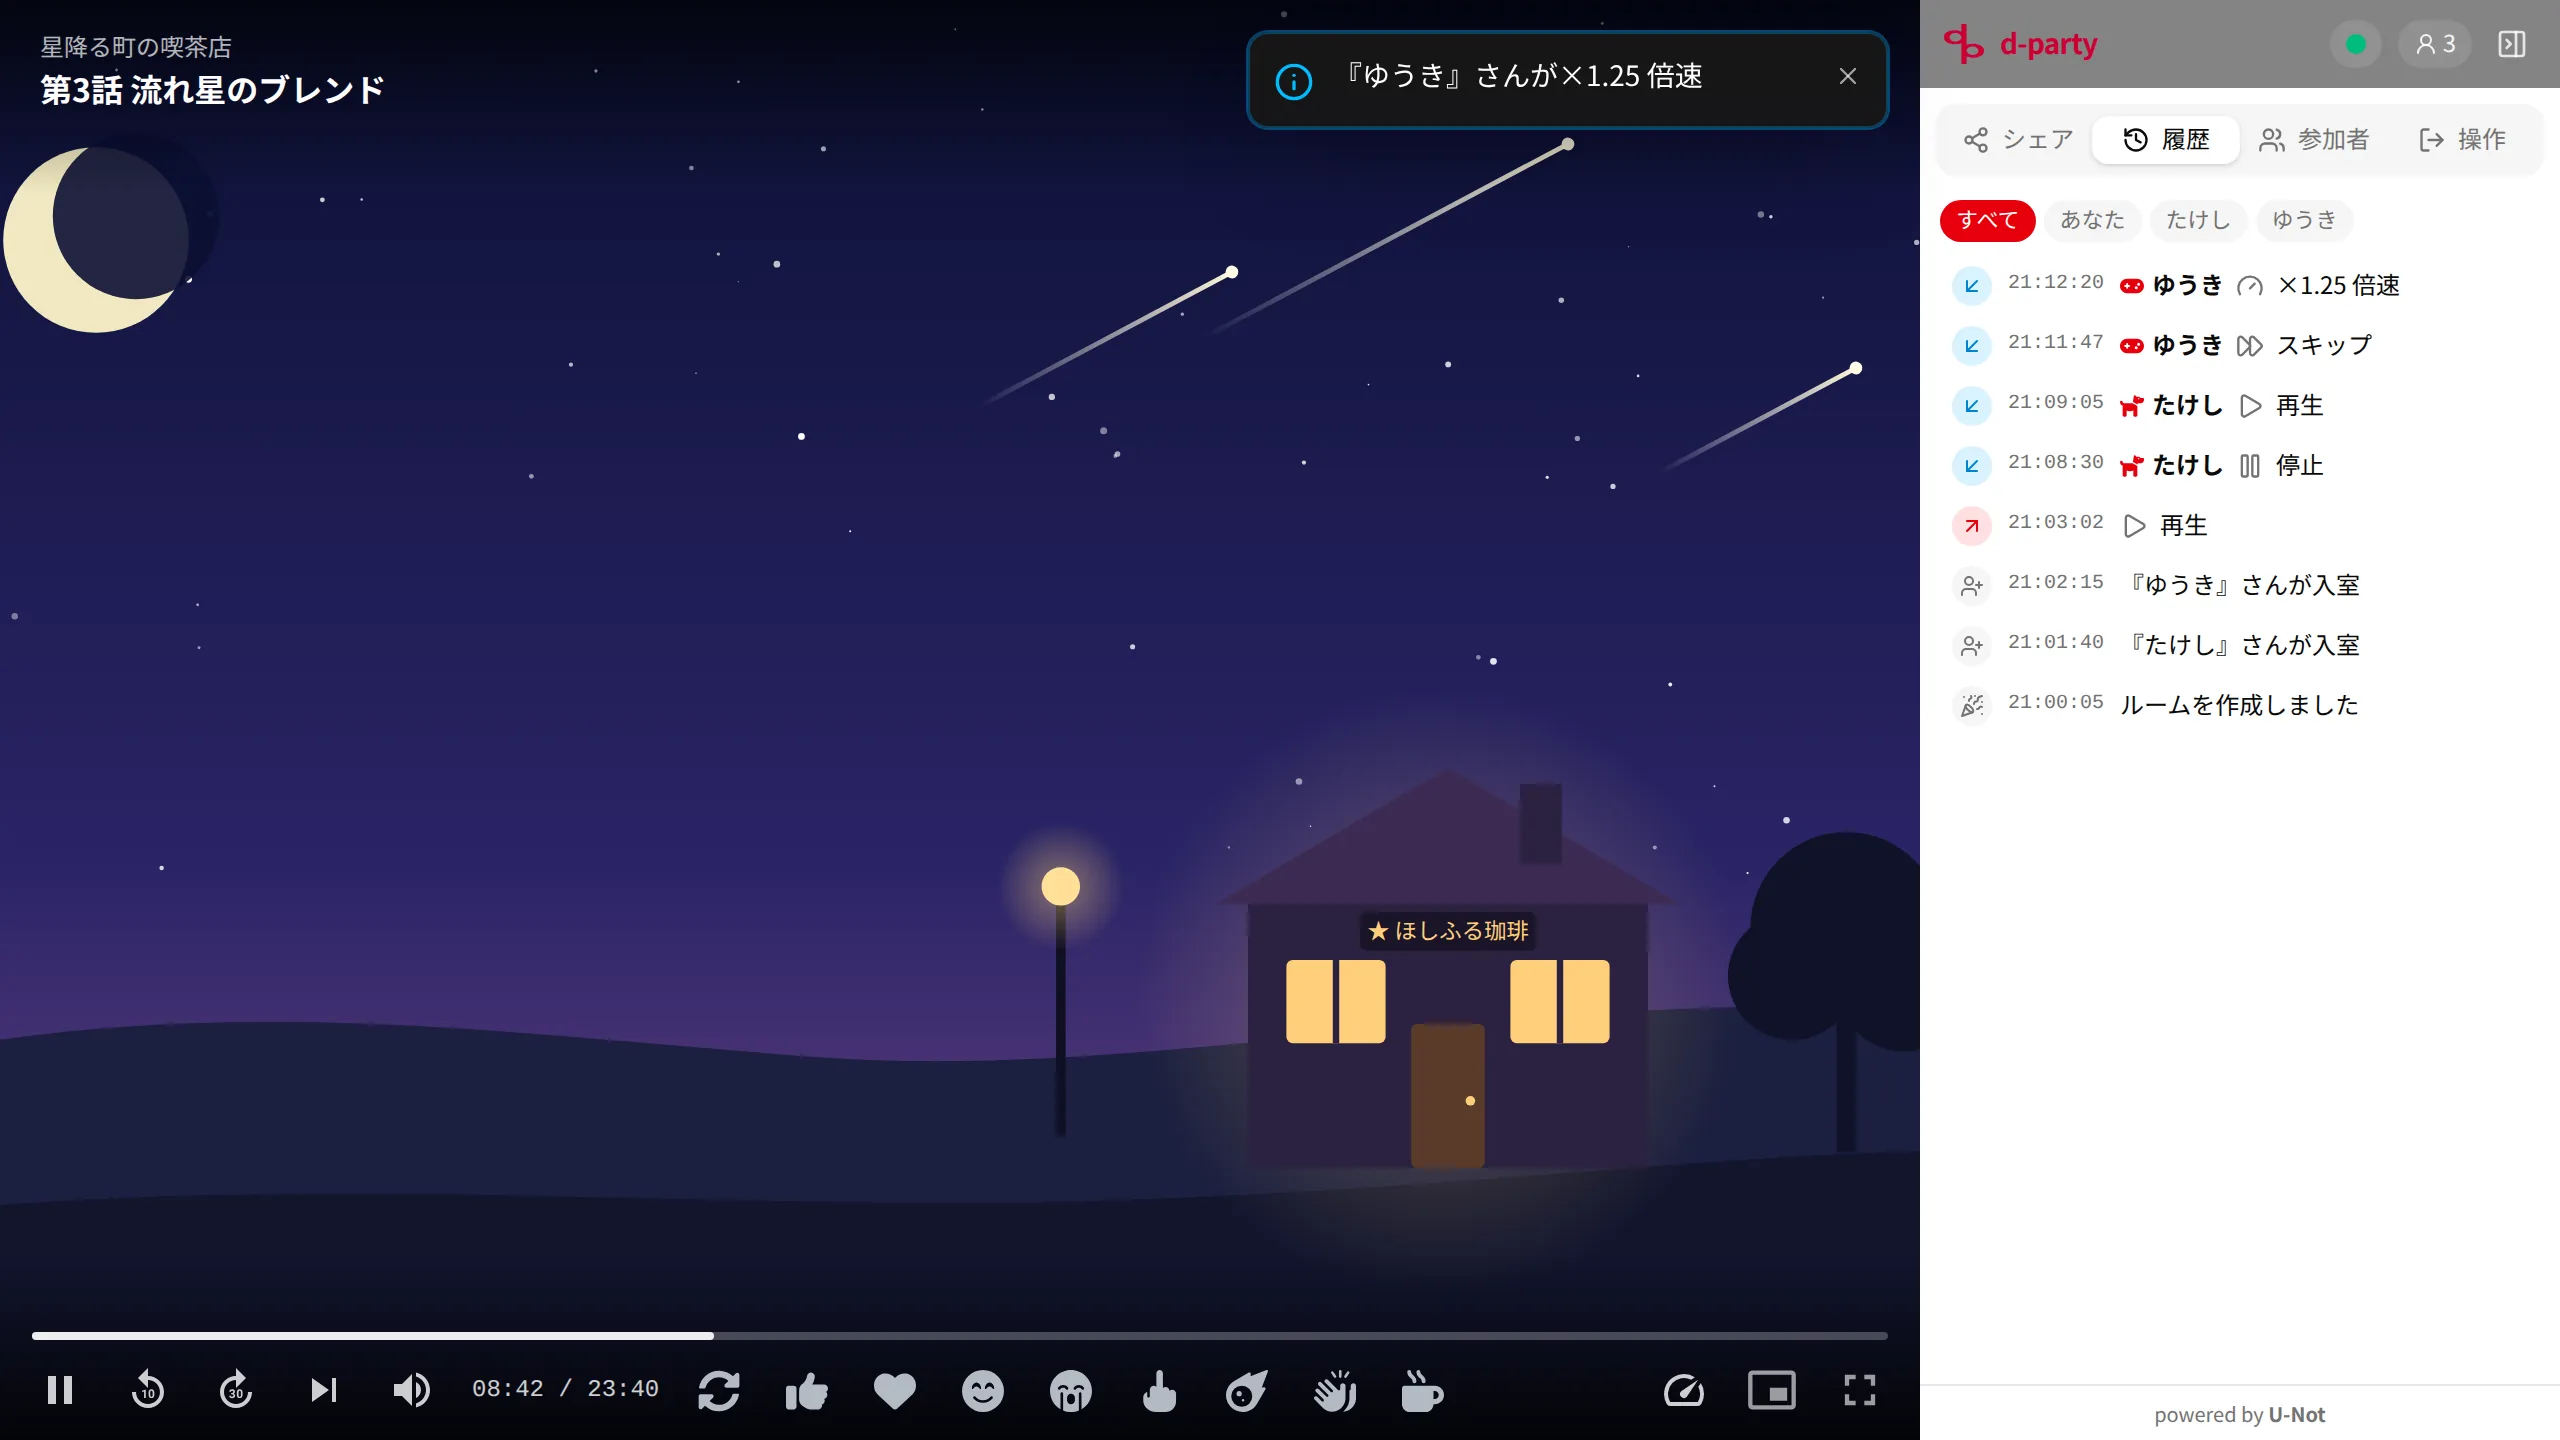 星降る町の喫茶店
第3話 流れ星のブレンド
『ゆうき』さんが×1.25 倍速
★ ほしふる珈琲
10
30
08:42 / 23:40
d-party
3
シェア 履歴 参加者 操作
すべて あなた たけし ゆうき
21:12:20 ゆうき ×1.25 倍速
21:11:47 ゆうき スキップ
21:09:05 たけし 再生
21:08:30 たけし 停止
21:03:02 再生
21:02:15 『ゆうき』さんが入室
21:01:40 『たけし』さんが入室
21:00:05 ルームを作成しました
powered by U-Not